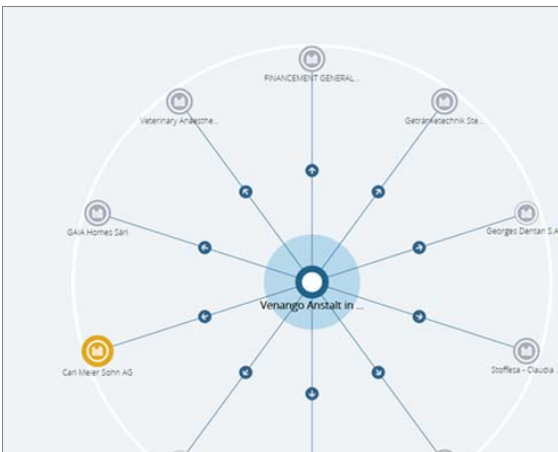 FINANCEMENT GENERAL...
Veterinary Anaesthe...
Getränketechnik Ste...
GAIA Homes Sàrl
Georges Dentan S.A
Venango Anstalt in ...
Carl Meier Sohn AG
Stoffesa - Claudia ...